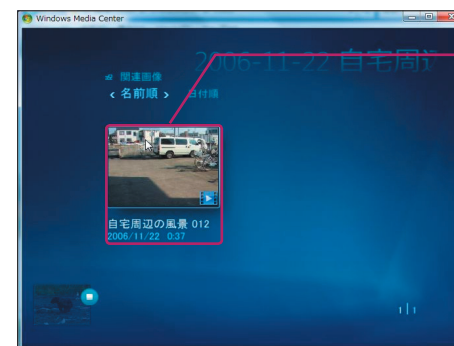 Windows Media Center
2006-11-22 自宅周辺
関連画像
名前順 日付順
自宅周辺の風景 012
2006/11/22 0:37
1 | 1